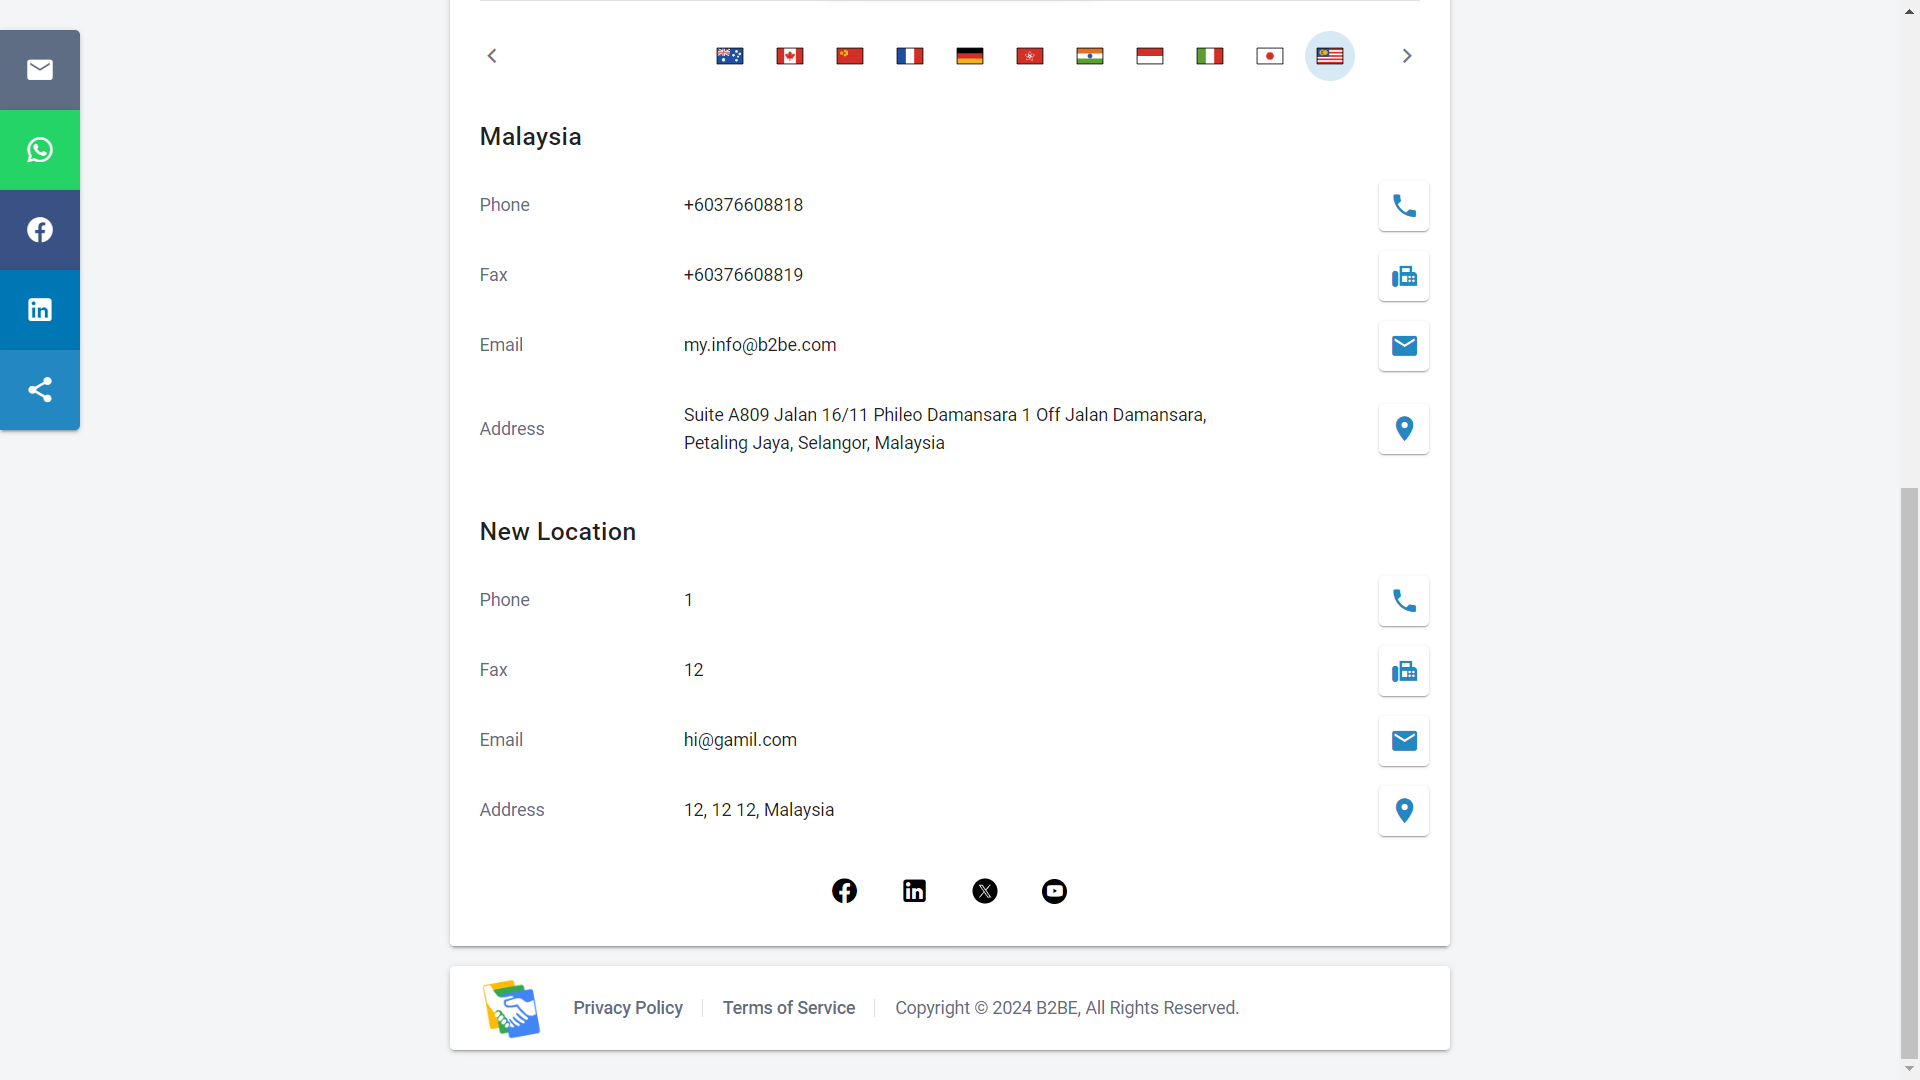 Malaysia
Phone +60376608818
Fax +60376608819
Email my.info@b2be.com
Address Suite A809 Jalan 16/11 Phileo Damansara 1 Off Jalan Damansara,
Petaling Jaya, Selangor, Malaysia
New Location
Phone 1
Fax 12
Email hi@gamil.com
Address 12, 12 12, Malaysia
Privacy Policy Terms of Service Copyright © 2024 B2BE, All Rights Reserved.